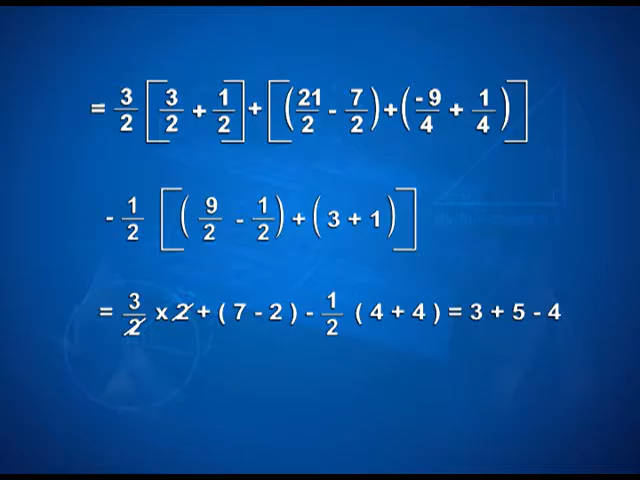 = 3/2 [3/2 + 1/2] + [(21/2 - 7/2) + (-9/4 + 1/4)]
- 1/2 [(9/2 - 1/2) + (3 + 1)]
= 3/2 x 2 + (7 - 2) - 1/2 (4 + 4) = 3 + 5 - 4